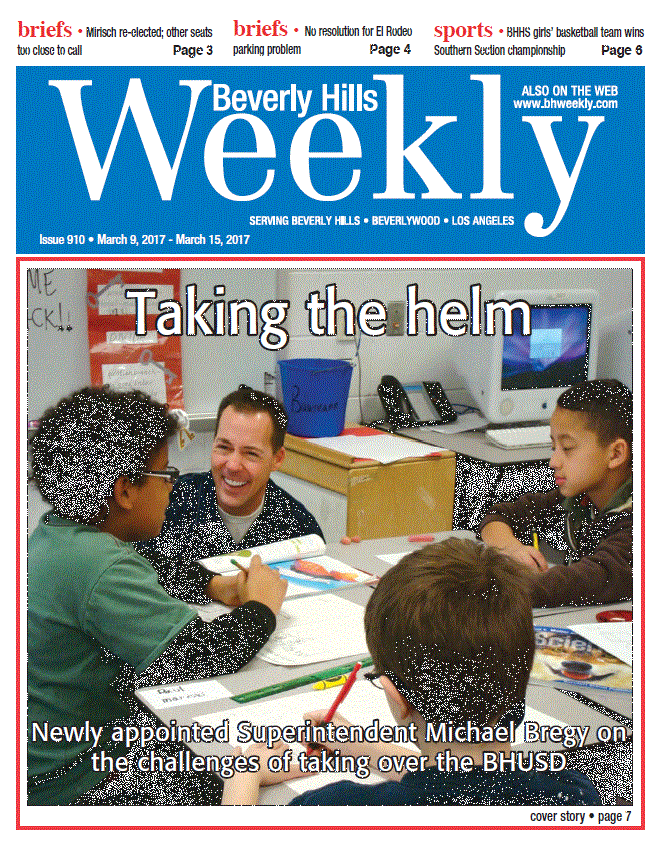 briefs • Mirisch re-elected; other seats
too close to call Page 3
briefs • No resolution for El Rodeo
parking problem Page 4
sports • BHHS girls' basketball team wins
Southern Section championship Page 6
Beverly Hills
Weekly
ALSO ON THE WEB
www.bhweekly.com
SERVING BEVERLY HILLS • BEVERLYWOOD • LOS ANGELES
Issue 910 • March 9, 2017 - March 15, 2017
ME
CK!!
Taking the helm
Newly appointed Superintendent Michael Bregy on
the challenges of taking over the BHUSD
cover story • page 7